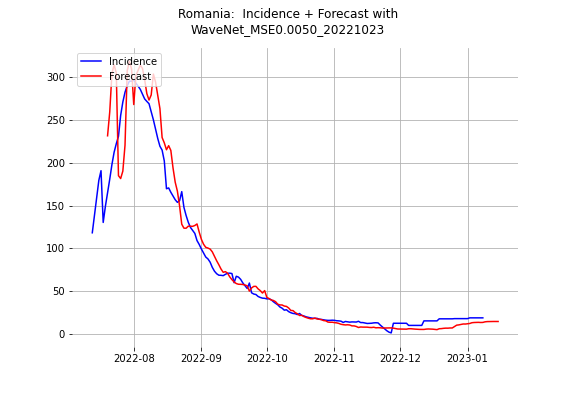 Romania:  Incidence + Forecast with
WaveNet_MSE0.0050_20221023
Incidence
Forecast
300
250
200
150
100
50
0
2022-08 2022-09 2022-10 2022-11 2022-12 2023-01